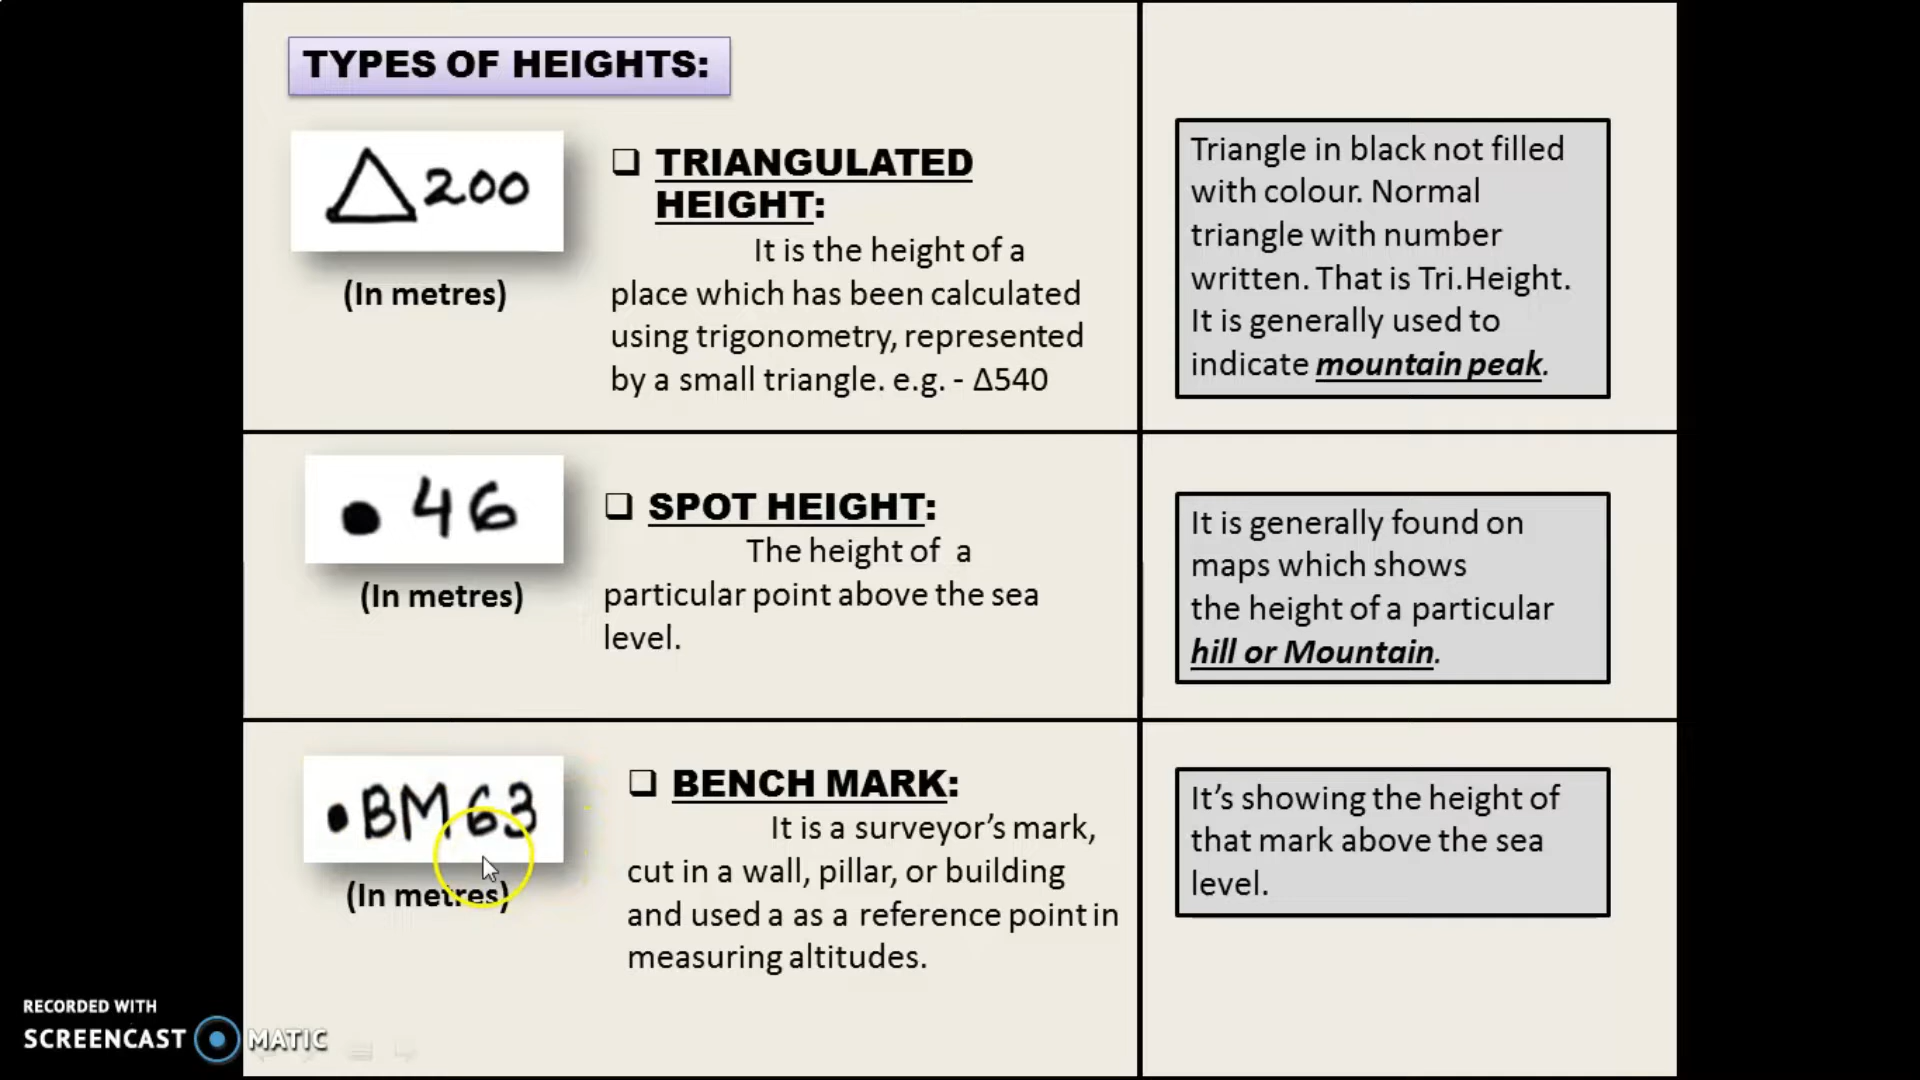 TYPES OF HEIGHTS:
△200
(In metres)
❑ TRIANGULATED
HEIGHT:
It is the height of a
place which has been calculated
using trigonometry, represented
by a small triangle. e.g. - Δ540
Triangle in black not filled
with colour. Normal
triangle with number
written. That is Tri.Height.
It is generally used to
indicate mountain peak.
• 46
(In metres)
❑ SPOT HEIGHT:
The height of a
particular point above the sea
level.
It is generally found on
maps which shows
the height of a particular
hill or Mountain.
•BM63
(In metres)
❑ BENCH MARK:
It is a surveyor’s mark,
cut in a wall, pillar, or building
and used a as a reference point in
measuring altitudes.
It’s showing the height of
that mark above the sea
level.
RECORDED WITH
SCREENCAST MATIC